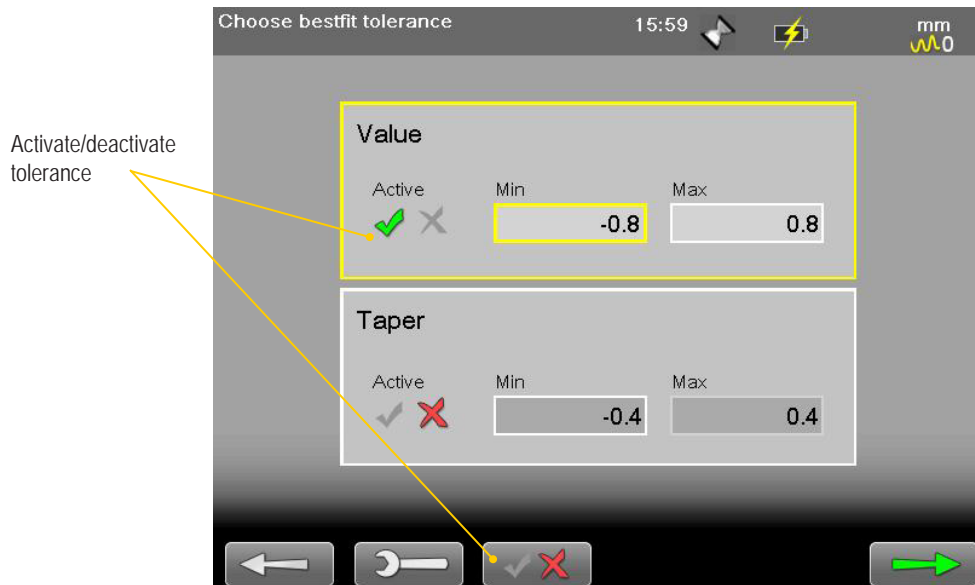 Choose bestfit tolerance 15:59 mm
0
Activate/deactivate
tolerance
Value
Active Min Max
-0.8 0.8
Taper
Active Min Max
-0.4 0.4